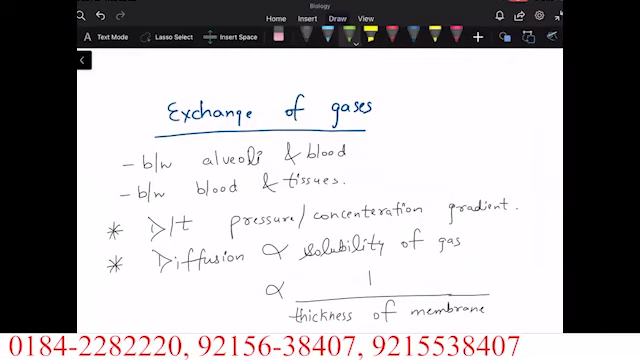 Biology
Home Insert Draw View
Text Mode Lasso Select Insert Space
Exchange of gases
- b/w alveoli & blood
- b/w blood & tissues.
* D/t pressure/concenteration gradient.
* Diffusion ∝ solubility of gas
∝ 1
thickness of membrane
0184-2282220, 92156-38407, 9215538407